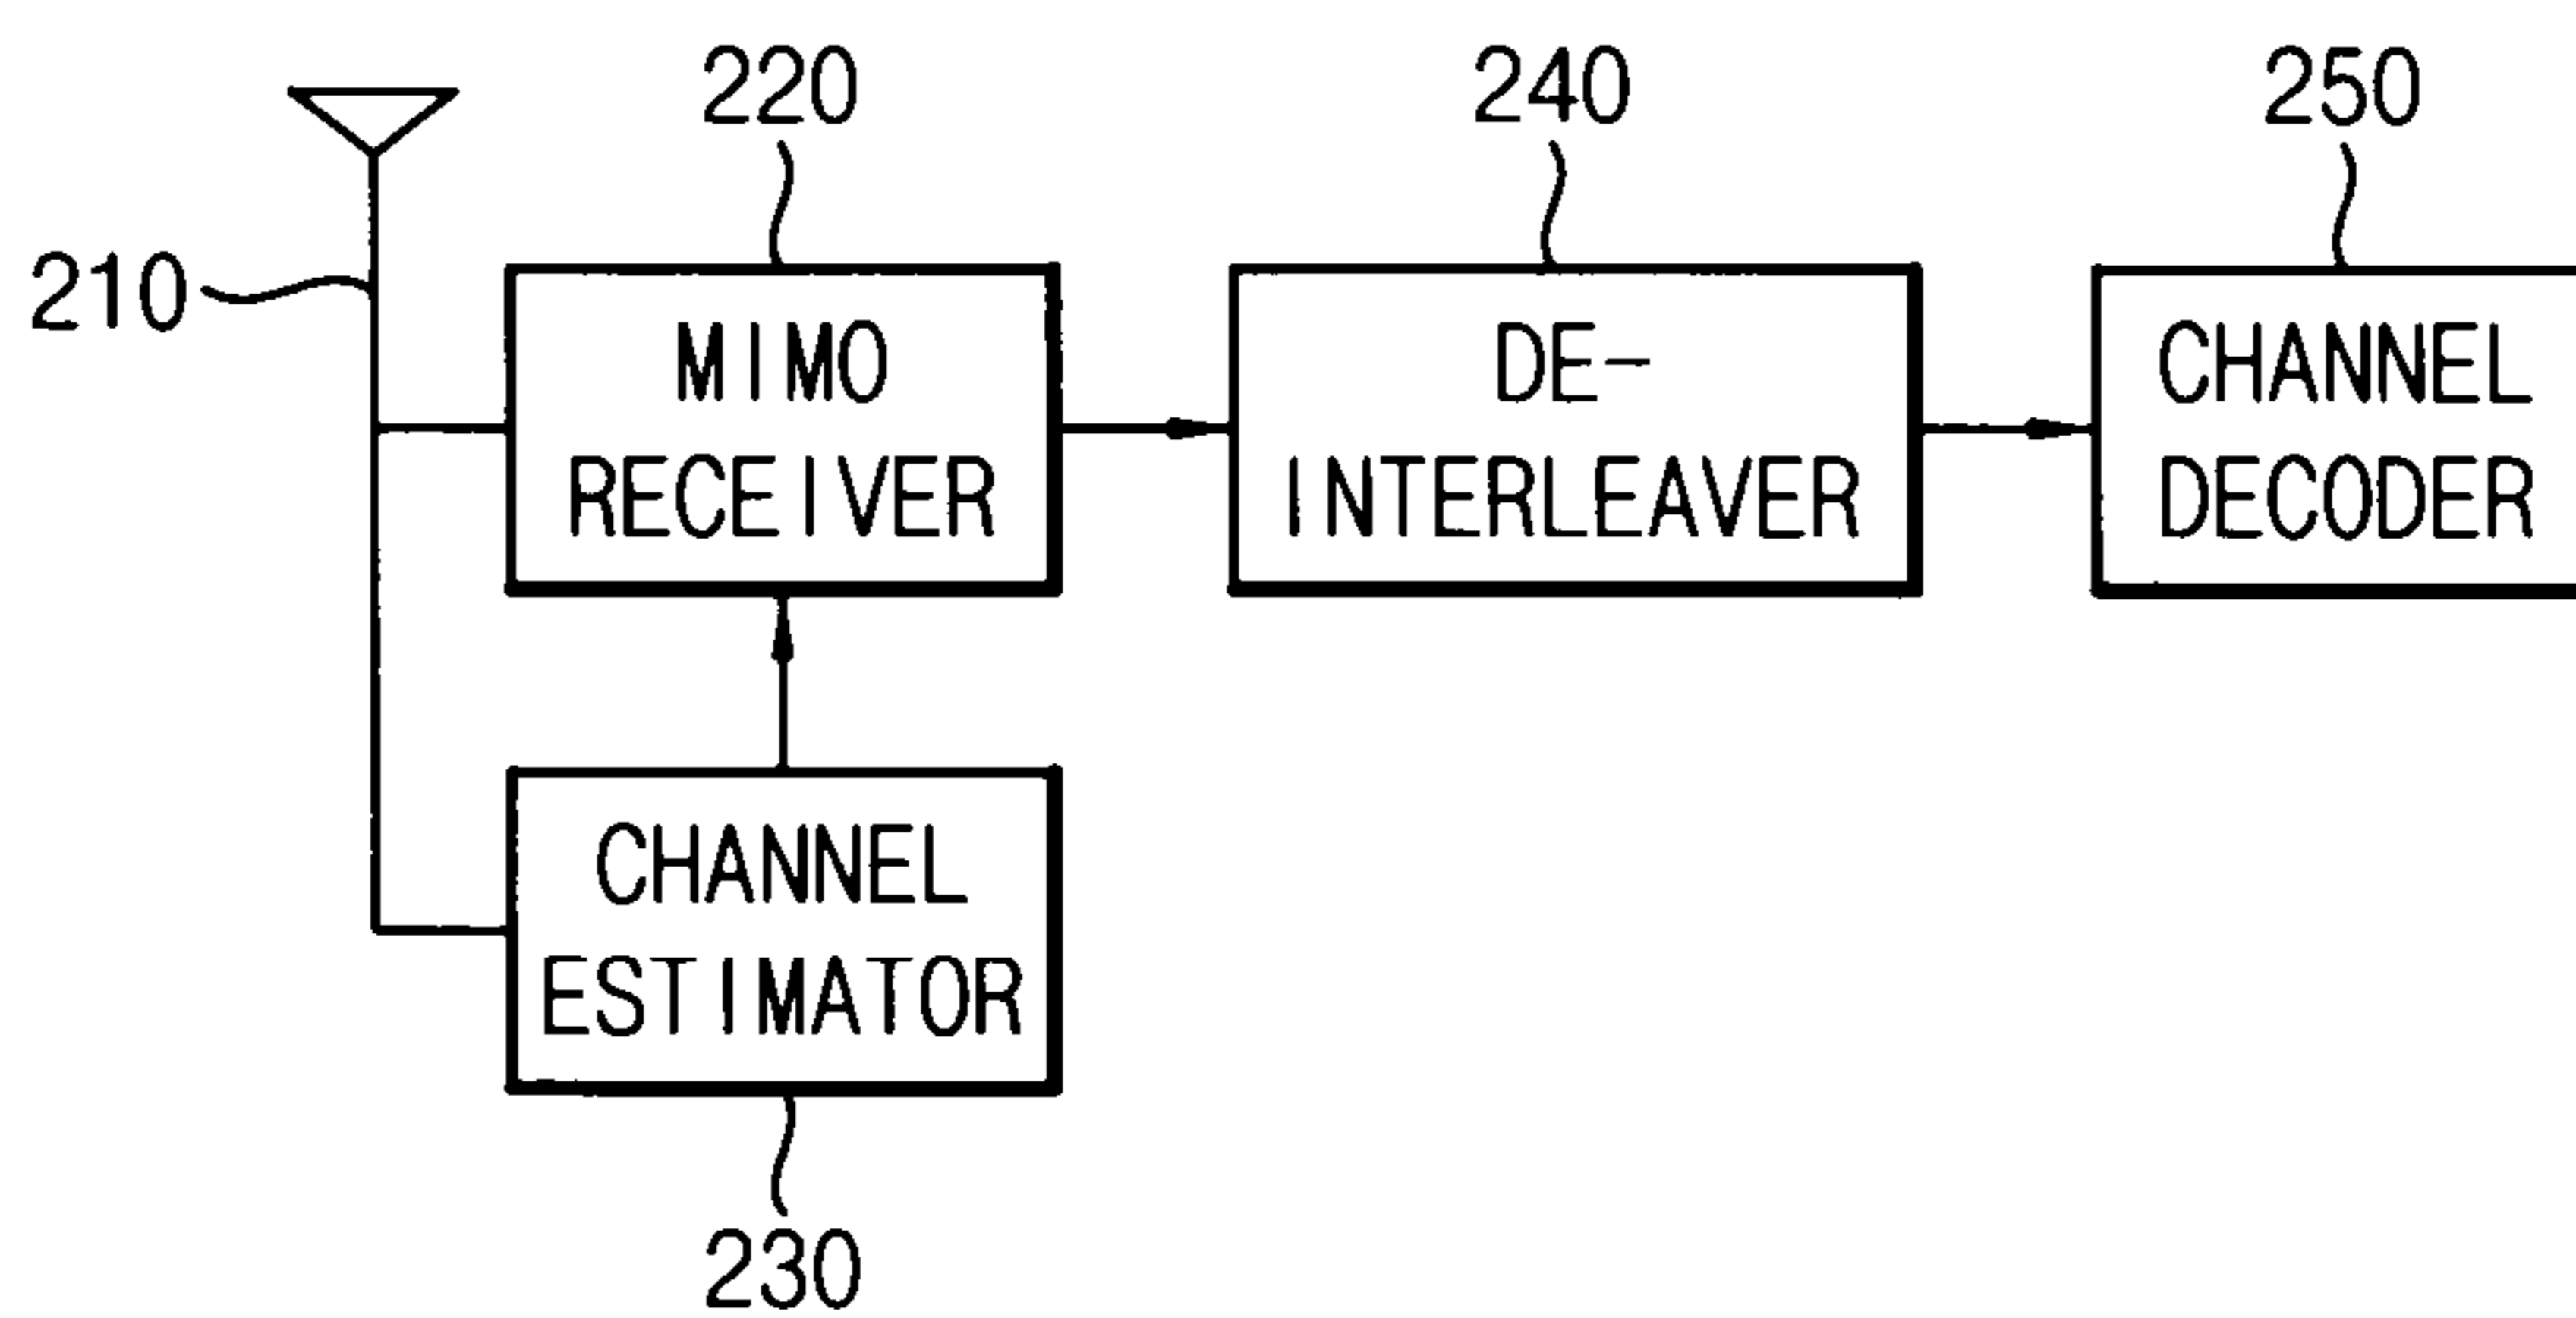 220
240
250
210
MIMO
RECEIVER
DE-
INTERLEAVER
CHANNEL
DECODER
CHANNEL
ESTIMATOR
230